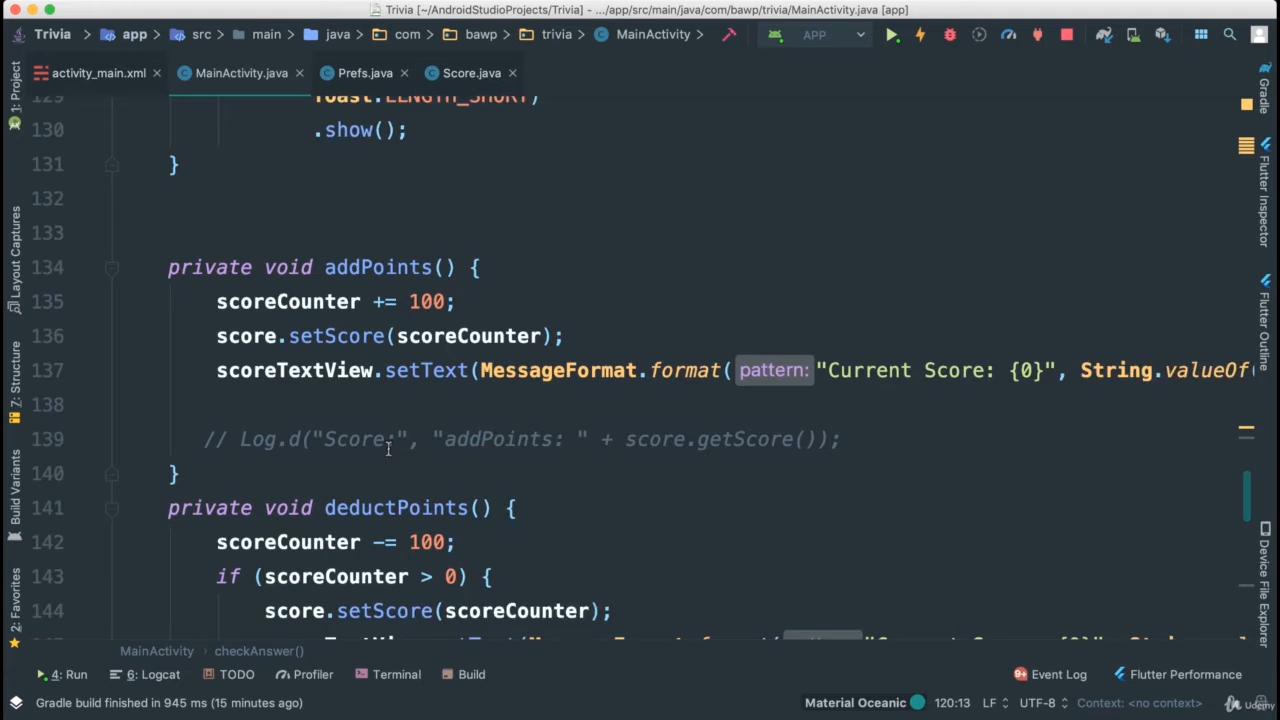 Trivia [~/AndroidStudioProjects/Trivia] - .../app/src/main/java/com/bawp/trivia/MainActivity.java [app]
Trivia app src main java com bawp trivia MainActivity APP
activity_main.xml MainActivity.java Prefs.java Score.java
1: Project
Layout Captures
7: Structure
Build Variants
2: Favorites
129 Toast.LENGTH_SHORT)
130 .show();
131 }
132
133
134 private void addPoints() {
135 scoreCounter += 100;
136 score.setScore(scoreCounter);
137 scoreTextView.setText(MessageFormat.format( pattern: "Current Score: {0}", String.valueOf(
138
139 // Log.d("Score:", "addPoints: " + score.getScore());
140 }
141 private void deductPoints() {
142 scoreCounter -= 100;
143 if (scoreCounter > 0) {
144 score.setScore(scoreCounter);
Gradle
Flutter Inspector
Flutter Outline
Device File Explorer
MainActivity checkAnswer()
4: Run 6: Logcat TODO Profiler Terminal Build 9+ Event Log Flutter Performance
Gradle build finished in 945 ms (15 minutes ago) Material Oceanic 120:13 LF UTF-8 Context: <no context>
Udemy